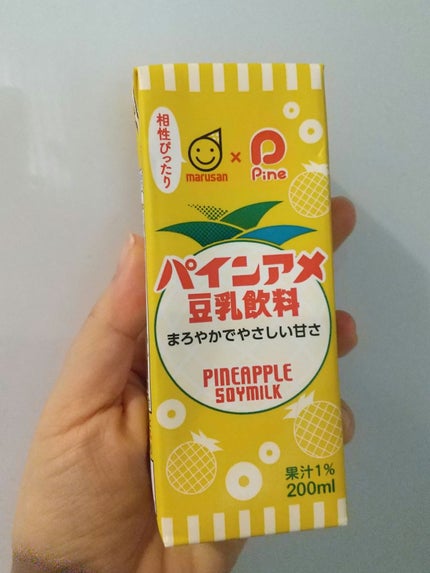 相性ぴったり
marusan × Pine
パインアメ
豆乳飲料
まろやかでやさしい甘さ
PINEAPPLE
SOYMILK
果汁1%
200ml